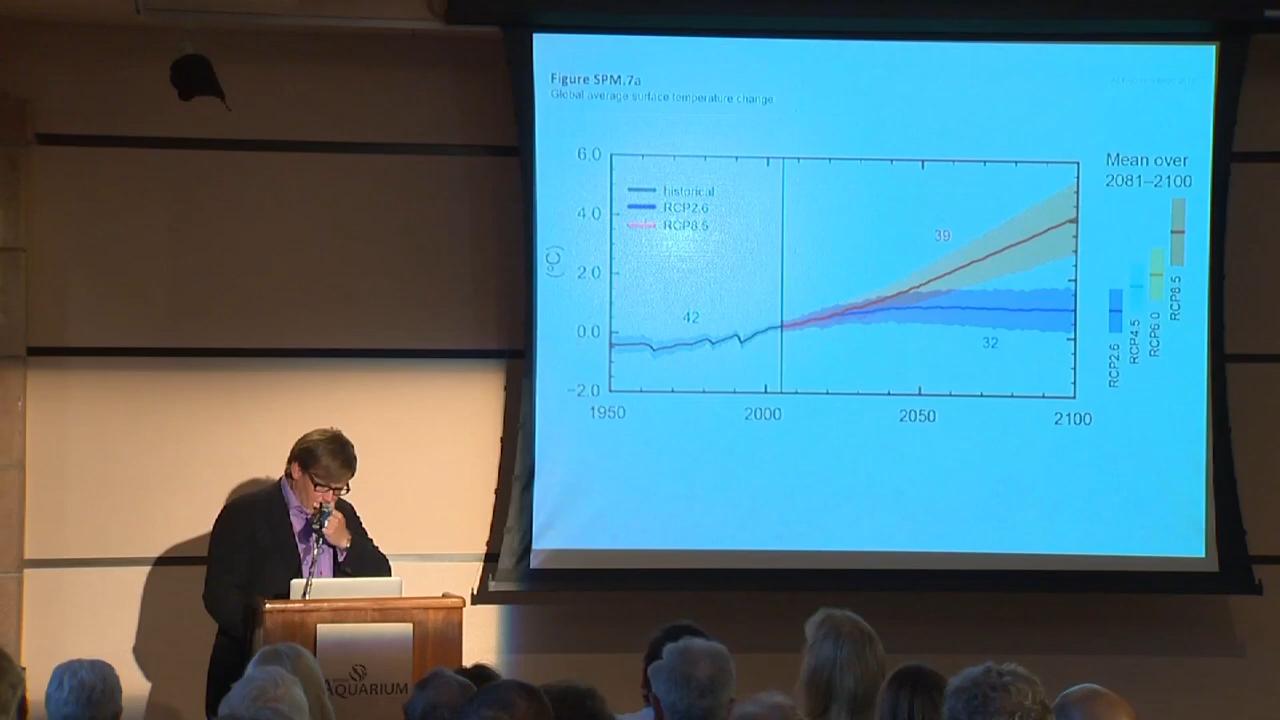 Figure SPM.7a
Global average surface temperature change
6.0
4.0
2.0
0.0
−2.0
(°C)
historical
RCP2.6
RCP8.5
42
39
32
1950
2000
2050
2100
Mean over
2081–2100
RCP2.6
RCP4.5
RCP6.0
RCP8.5
AQUARIUM